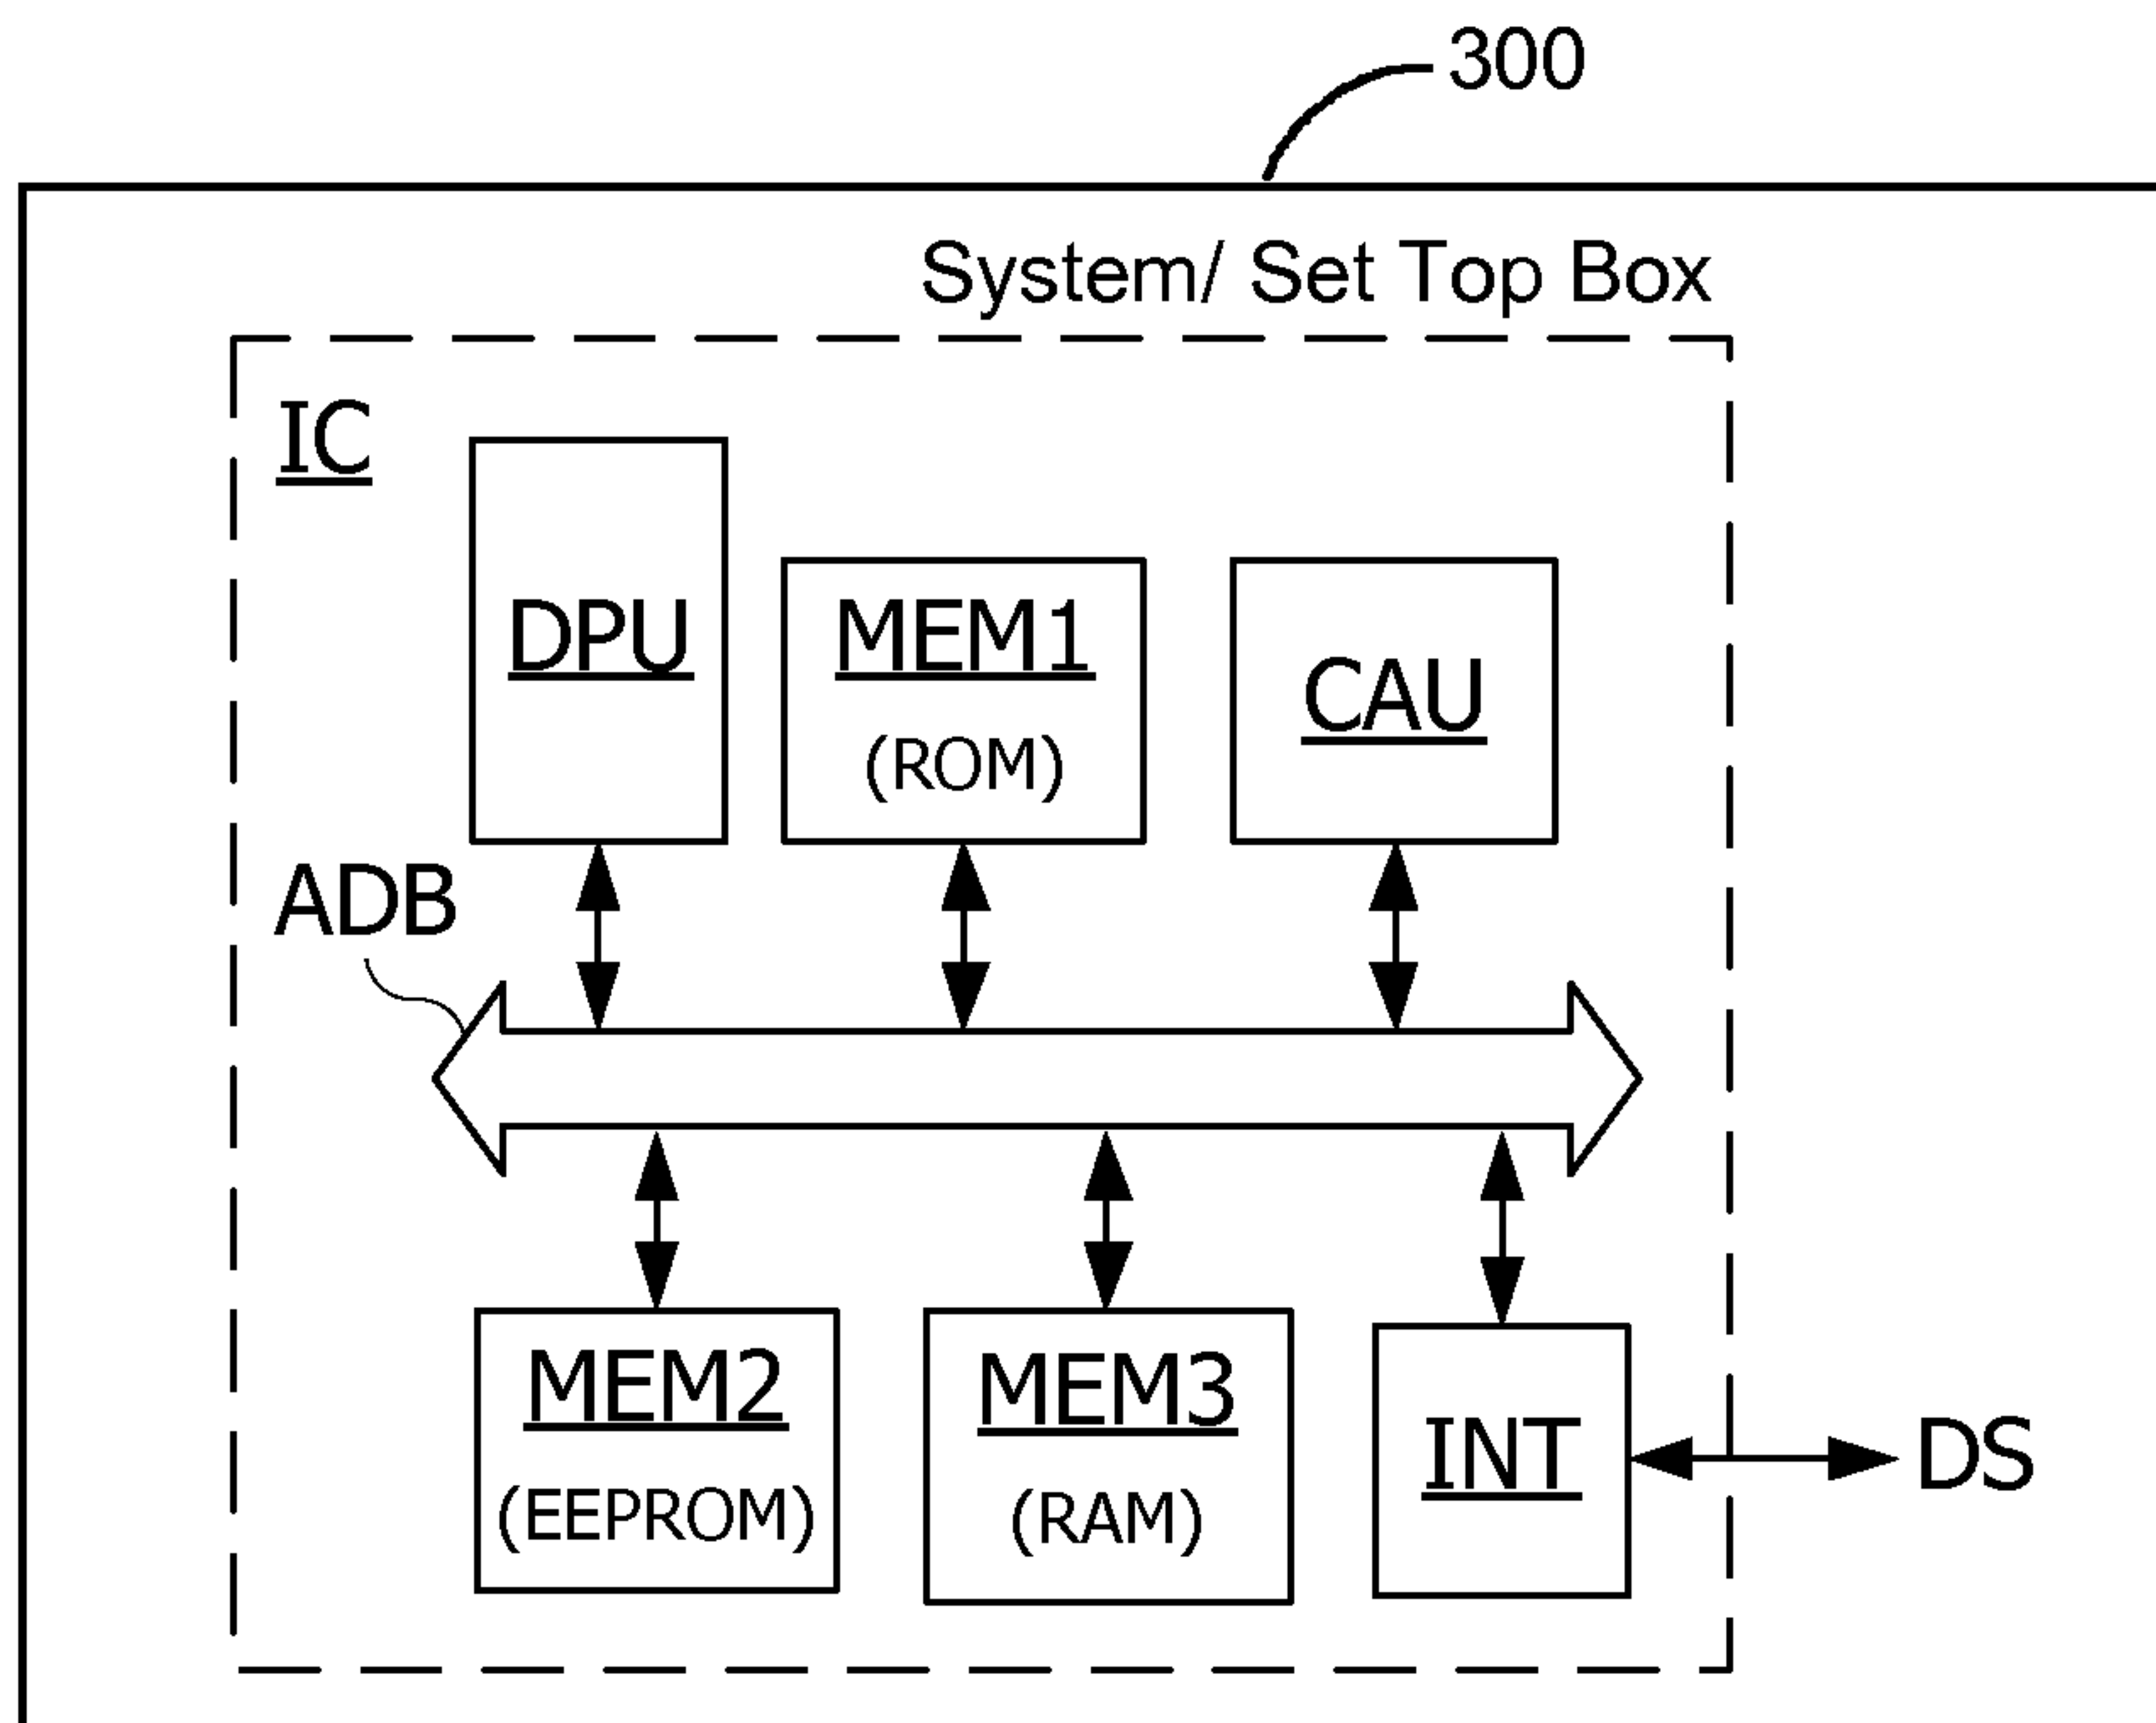 300
System/ Set Top Box
IC
DPU
MEM1
(ROM)
CAU
ADB
MEM2
(EEPROM)
MEM3
(RAM)
INT
DS